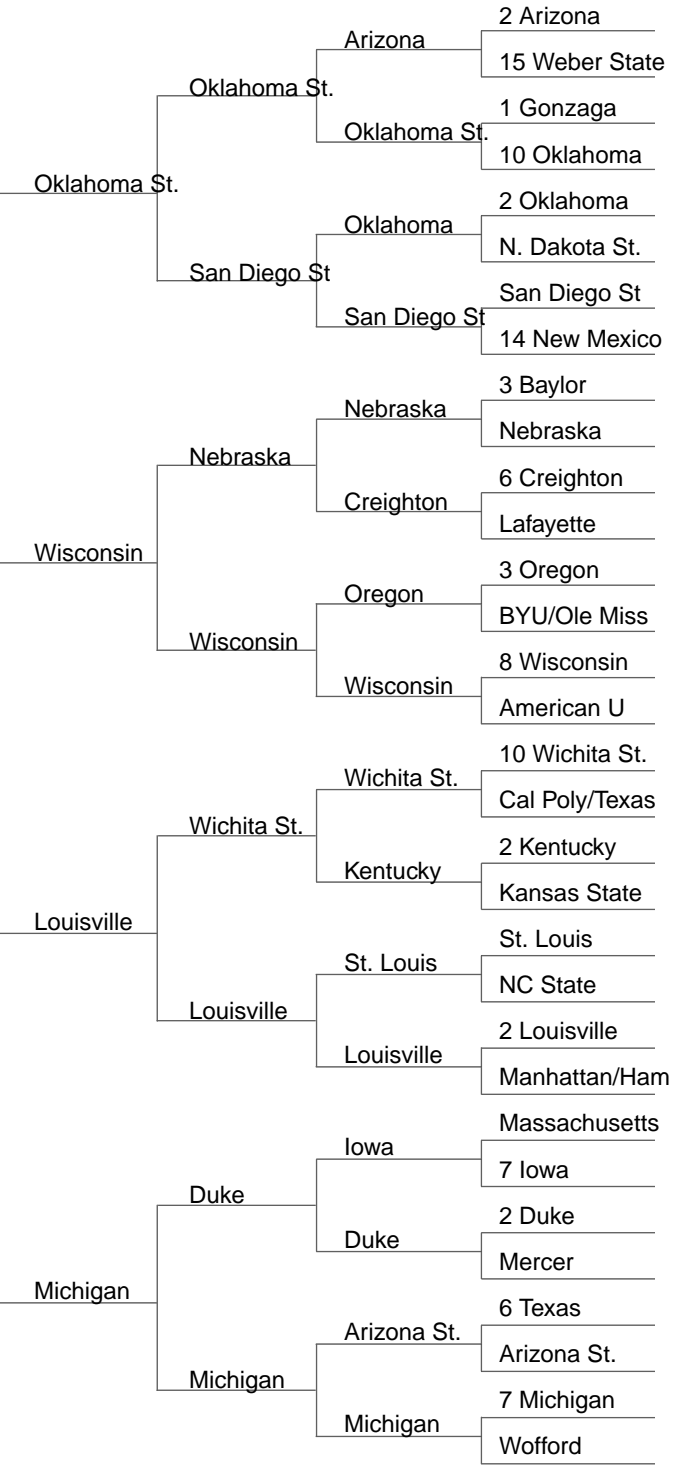 2 Arizona
Arizona
15 Weber State
Oklahoma St.
1 Gonzaga
Oklahoma St.
10 Oklahoma
Oklahoma St.
2 Oklahoma
Oklahoma
N. Dakota St.
San Diego St
San Diego St
San Diego St
14 New Mexico
3 Baylor
Nebraska
Nebraska
Nebraska
6 Creighton
Creighton
Lafayette
Wisconsin
3 Oregon
Oregon
BYU/Ole Miss
Wisconsin
8 Wisconsin
Wisconsin
American U
10 Wichita St.
Wichita St.
Cal Poly/Texas
Wichita St.
2 Kentucky
Kentucky
Kansas State
Louisville
St. Louis
St. Louis
NC State
Louisville
2 Louisville
Louisville
Manhattan/Ham
Massachusetts
Iowa
7 Iowa
Duke
2 Duke
Duke
Mercer
Michigan
6 Texas
Arizona St.
Arizona St.
Michigan
7 Michigan
Michigan
Wofford